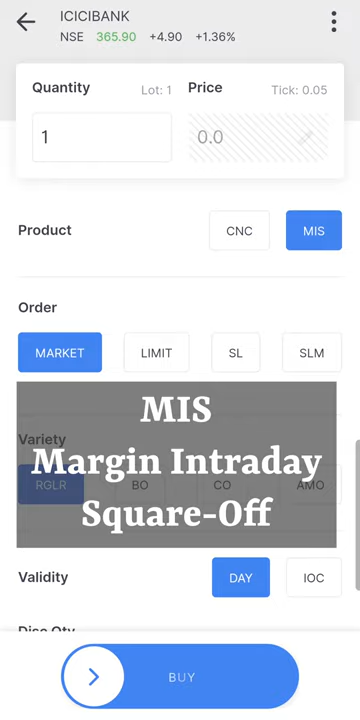 ICICIBANK
NSE 365.90 +4.90 +1.36%
Quantity Lot: 1 Price Tick: 0.05
1 0.0
Product CNC MIS
Order
MARKET LIMIT SL SLM
MIS
Variety
Margin Intraday
RGLR BO CO AMO
Square-Off
Validity DAY IOC
Disc Qty
BUY